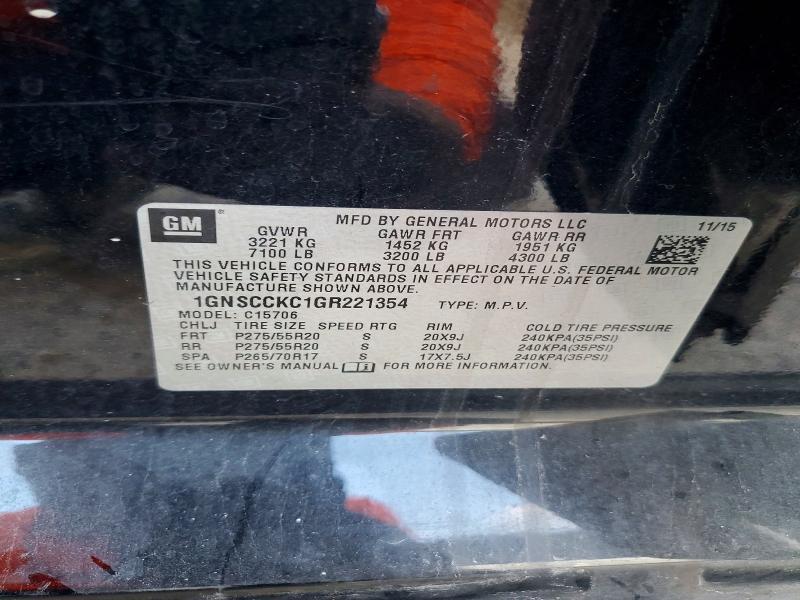 GM ® MFD BY GENERAL MOTORS LLC 11/15
GVWR GAWR FRT GAWR RR
3221 KG 1452 KG 1951 KG
7100 LB 3200 LB 4300 LB
THIS VEHICLE CONFORMS TO ALL APPLICABLE U.S. FEDERAL MOTOR
VEHICLE SAFETY STANDARDS IN EFFECT ON THE DATE OF
MANUFACTURE SHOWN ABOVE.
1GNSCCKC1GR221354 TYPE: M.P.V.
MODEL: C15706
CHLJ TIRE SIZE SPEED RTG RIM COLD TIRE PRESSURE
FRT P275/55R20 S 20X9J 240KPA(35PSI)
RR P275/55R20 S 20X9J 240KPA(35PSI)
SPA P265/70R17 S 17X7.5J 240KPA(35PSI)
SEE OWNER'S MANUAL FOR MORE INFORMATION.